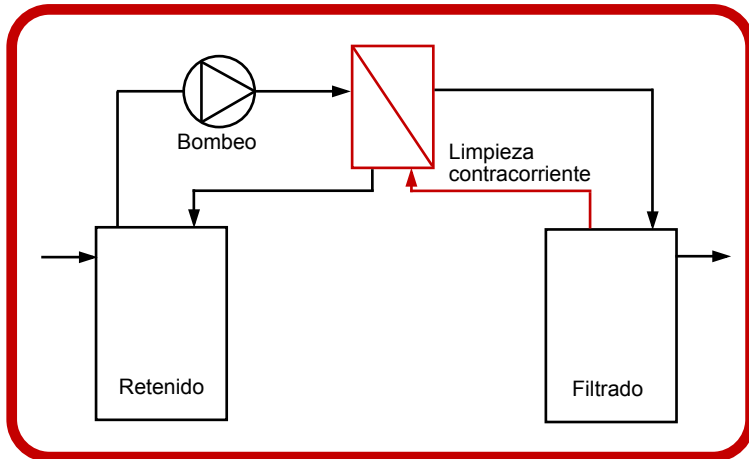 Bombeo
Limpieza
contracorriente
Retenido
Filtrado